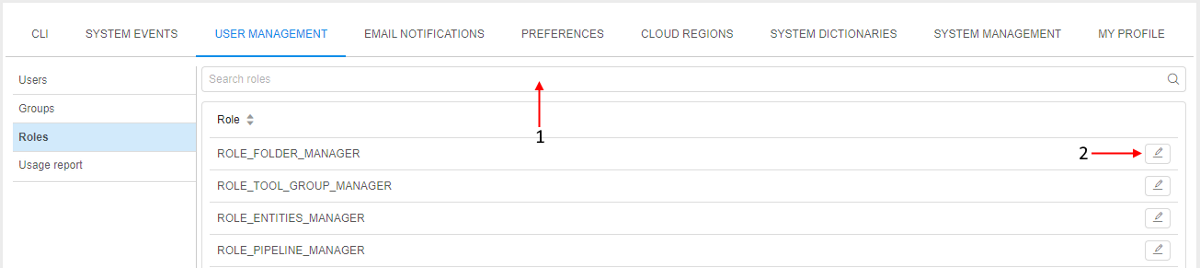 CLI SYSTEM EVENTS USER MANAGEMENT EMAIL NOTIFICATIONS PREFERENCES CLOUD REGIONS SYSTEM DICTIONARIES SYSTEM MANAGEMENT MY PROFILE
Users
Groups
Roles
Usage report
Search roles
1
Role
ROLE_FOLDER_MANAGER
2
ROLE_TOOL_GROUP_MANAGER
ROLE_ENTITIES_MANAGER
ROLE_PIPELINE_MANAGER